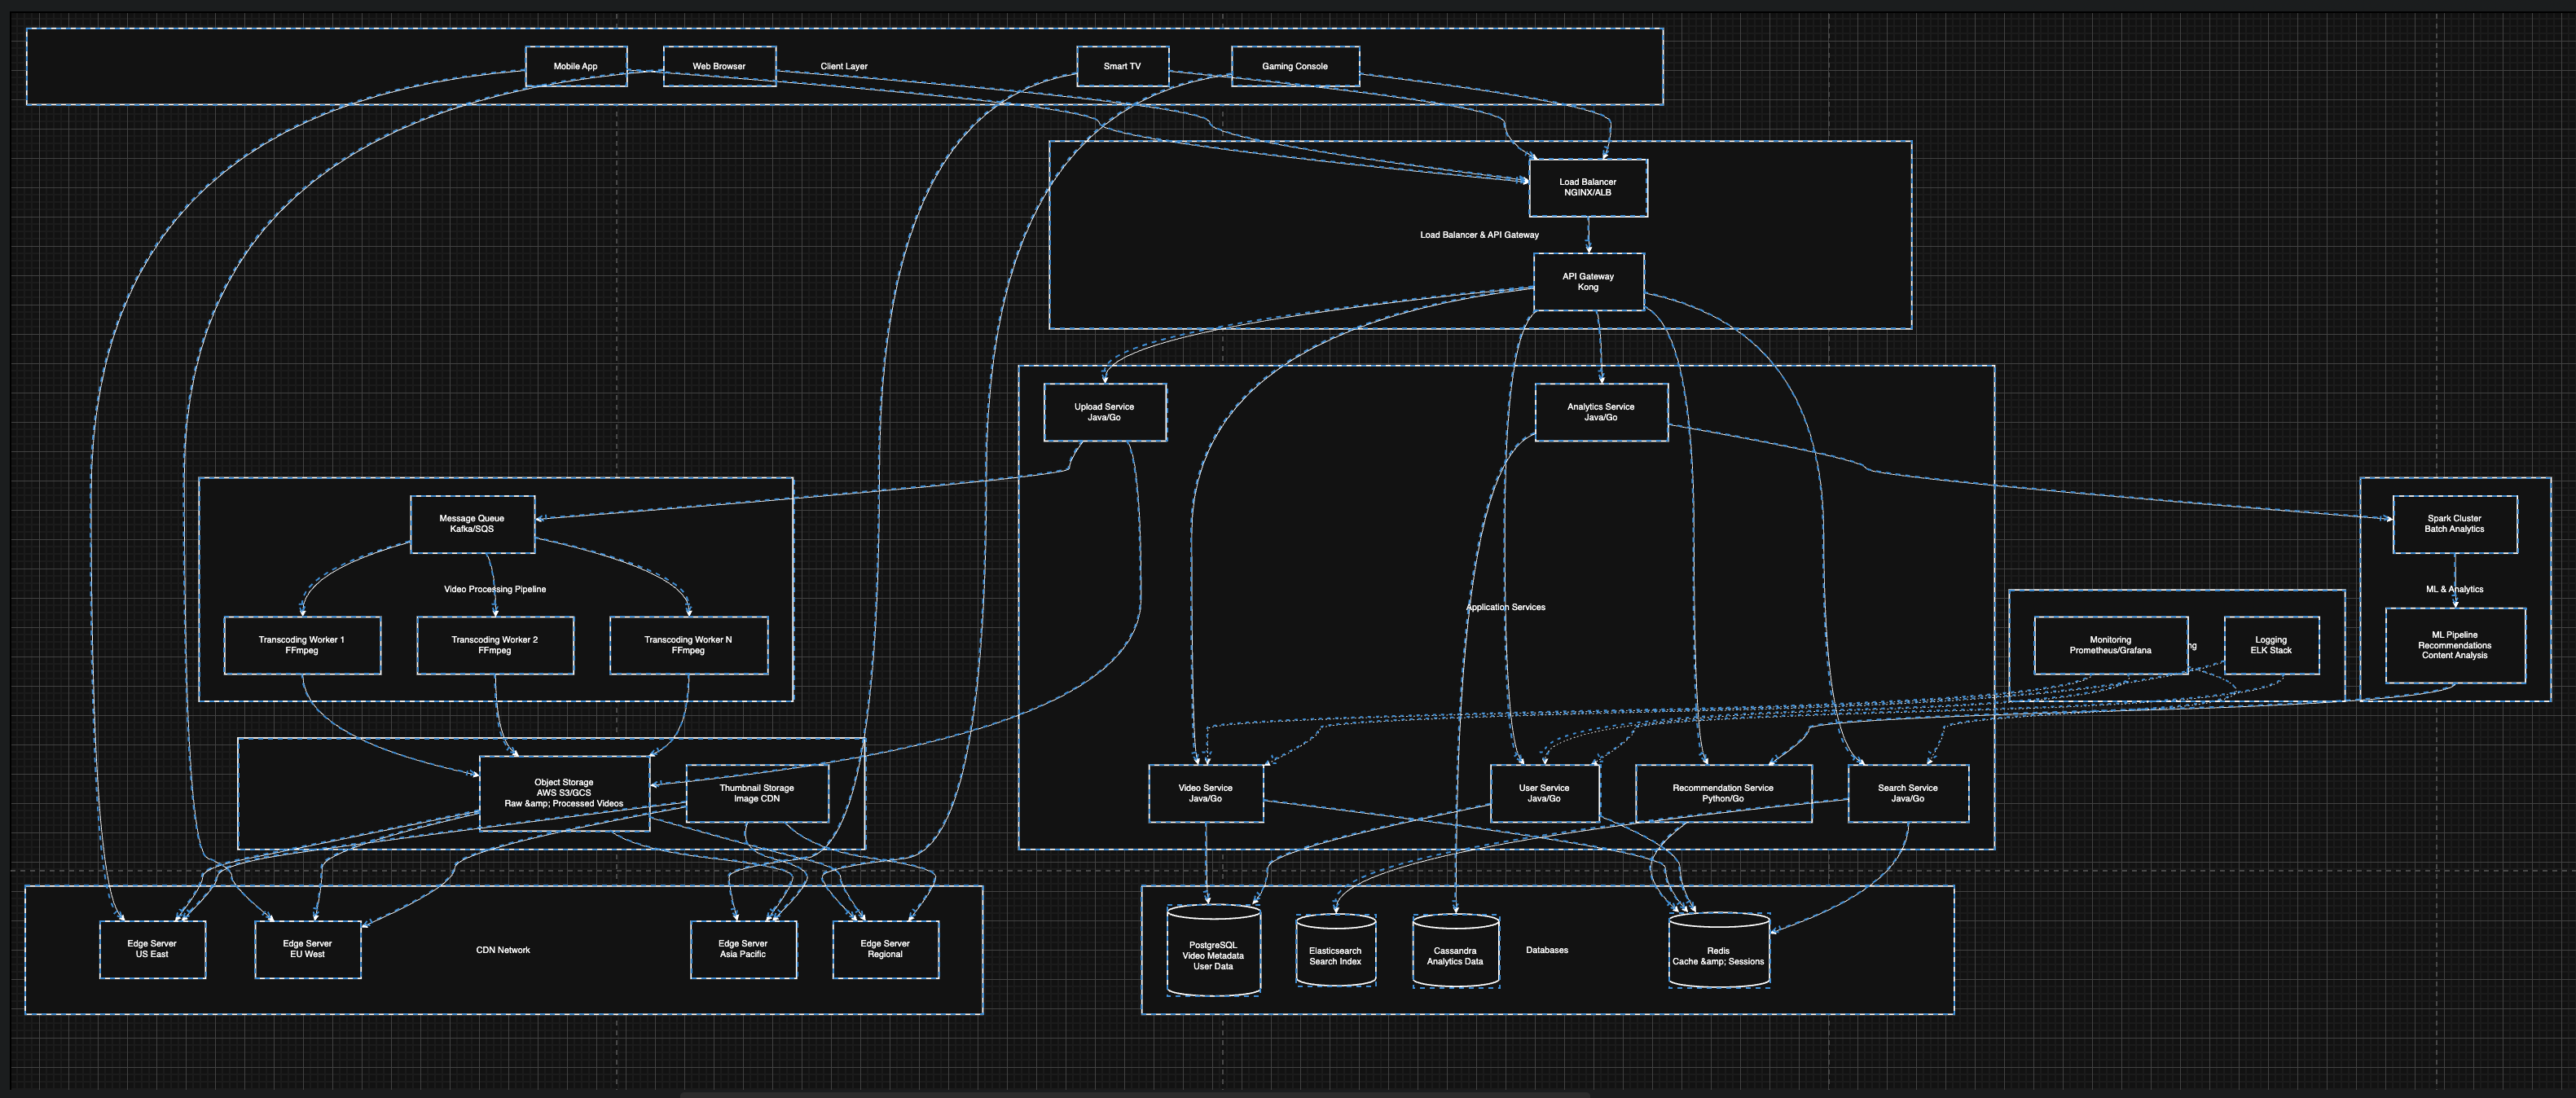 Mobile App
Web Browser
Client Layer
Smart TV
Gaming Console
Load Balancer
NGINX/ALB
Load Balancer & API Gateway
API Gateway
Kong
Upload Service
Java/Go
Analytics Service
Java/Go
Message Queue
Kafka/SQS
Spark Cluster
Batch Analytics
Video Processing Pipeline
ML & Analytics
Application Services
Transcoding Worker 1
FFmpeg
Transcoding Worker 2
FFmpeg
Transcoding Worker N
FFmpeg
Monitoring
Prometheus/Grafana
ng
Logging
ELK Stack
ML Pipeline
Recommendations
Content Analysis
Object Storage
AWS S3/GCS
Raw &amp; Processed Videos
Thumbnail Storage
Image CDN
Video Service
Java/Go
User Service
Java/Go
Recommendation Service
Python/Go
Search Service
Java/Go
Edge Server
US East
Edge Server
EU West
CDN Network
Edge Server
Asia Pacific
Edge Server
Regional
PostgreSQL
Video Metadata
User Data
Elasticsearch
Search Index
Cassandra
Analytics Data
Databases
Redis
Cache &amp; Sessions